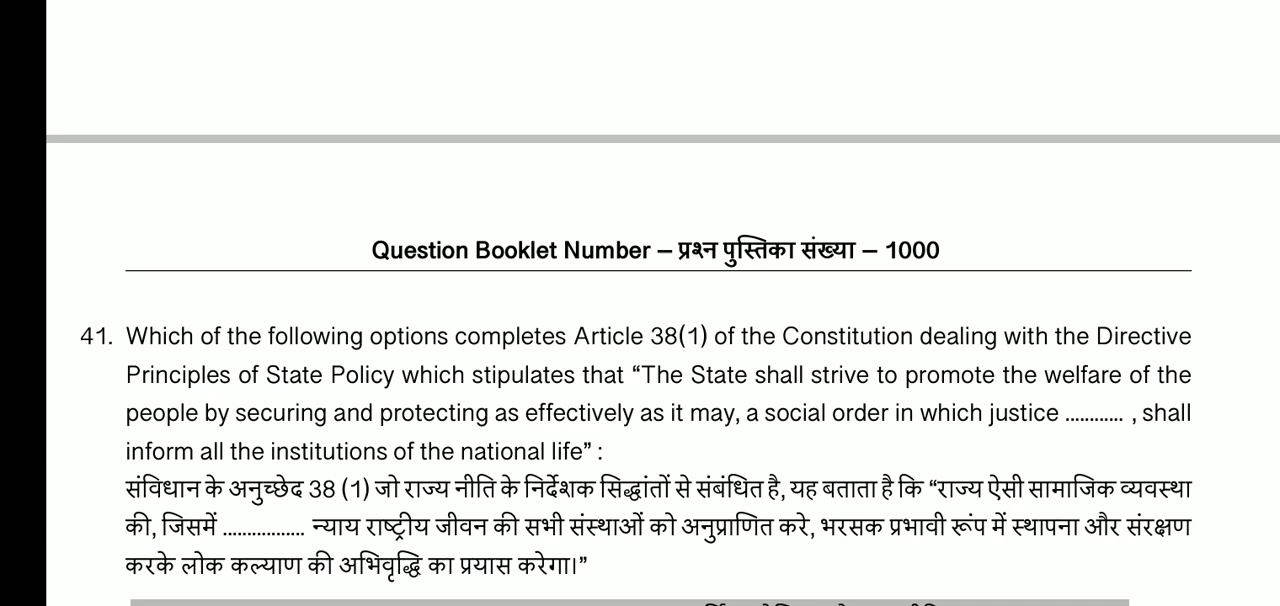 Question Booklet Number – प्रश्न पुस्तिका संख्या – 1000
41. Which of the following options completes Article 38(1) of the Constitution dealing with the Directive
Principles of State Policy which stipulates that “The State shall strive to promote the welfare of the
people by securing and protecting as effectively as it may, a social order in which justice ............ , shall
inform all the institutions of the national life” :
संविधान के अनुच्छेद 38 (1) जो राज्य नीति के निर्देशक सिद्धांतों से संबंधित है, यह बताता है कि “राज्य ऐसी सामाजिक व्यवस्था
की, जिसमें ................. न्याय राष्ट्रीय जीवन की सभी संस्थाओं को अनुप्राणित करे, भरसक प्रभावी रूंप में स्थापना और संरक्षण
करके लोक कल्याण की अभिवृद्धि का प्रयास करेगा।”